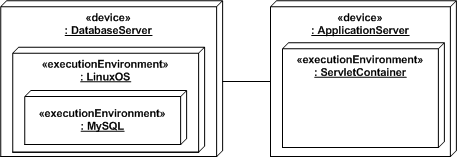 «device»
: DatabaseServer
«executionEnvironment»
: LinuxOS
«executionEnvironment»
: MySQL
«device»
: ApplicationServer
«executionEnvironment»
: ServletContainer